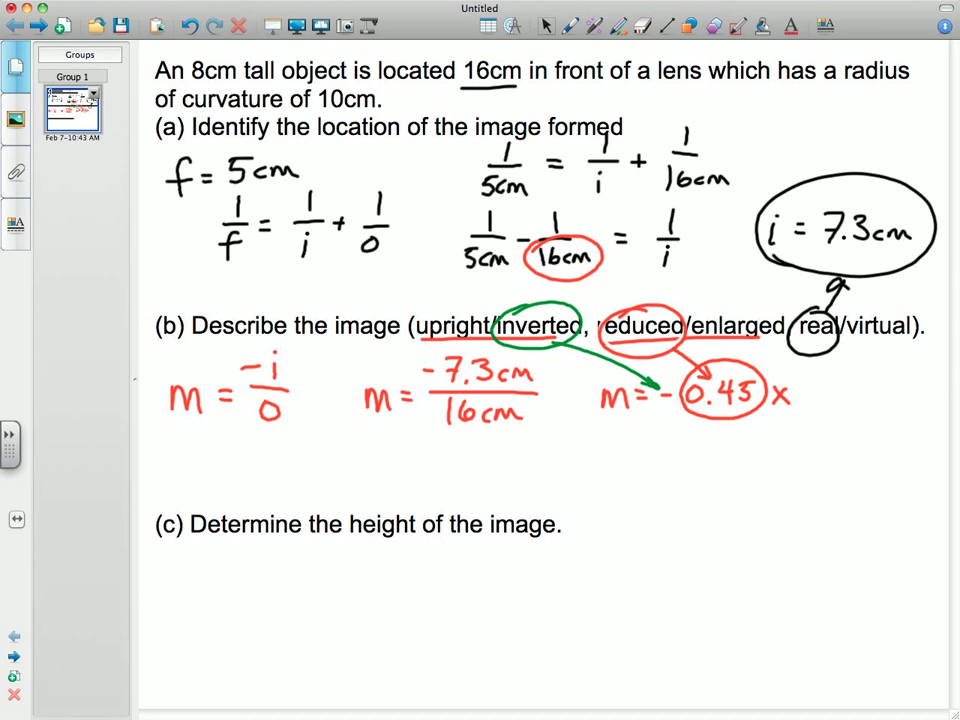 Untitled
Groups
Group 1
Feb 7-10:43 AM
An 8cm tall object is located 16cm in front of a lens which has a radius
of curvature of 10cm.
(a) Identify the location of the image formed
f = 5cm
1/f = 1/i + 1/o
1/5cm = 1/i + 1/16cm
1/5cm - 1/16cm = 1/i
i = 7.3cm
(b) Describe the image (upright/inverted, reduced/enlarged, real/virtual).
m = -i/o
m = -7.3cm/16cm
m = -0.45x
(c) Determine the height of the image.